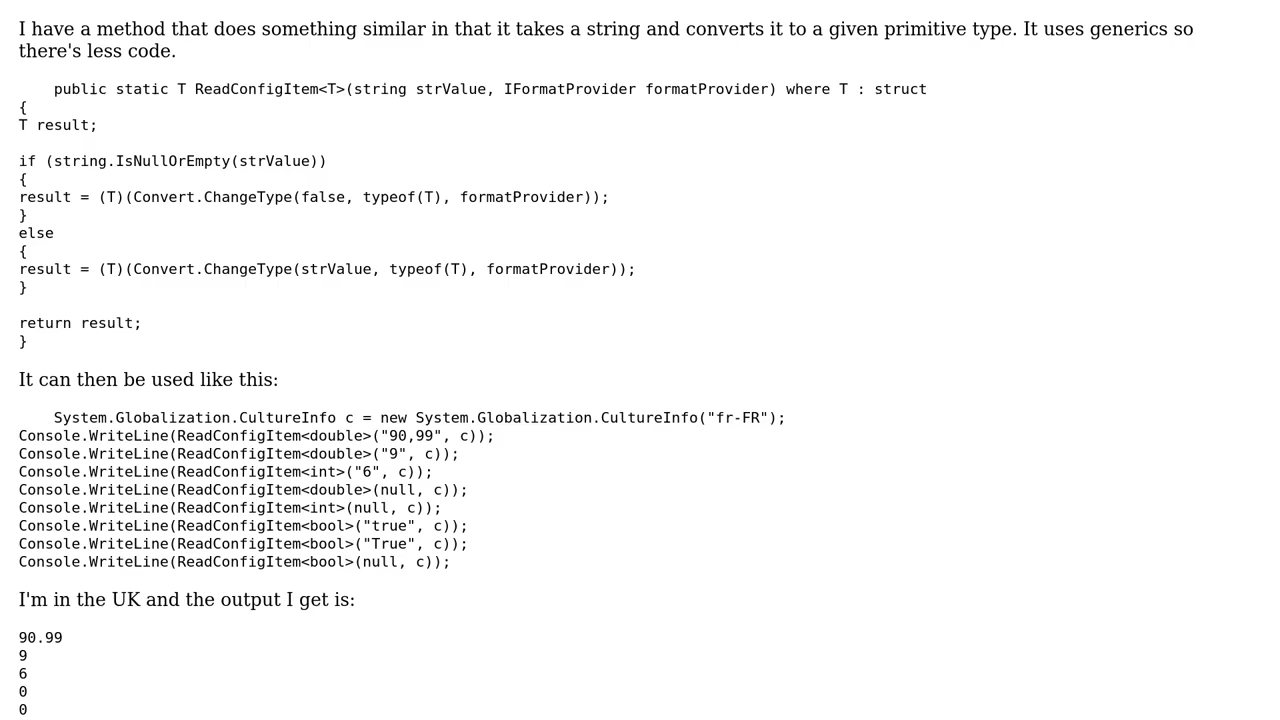 I have a method that does something similar in that it takes a string and converts it to a given primitive type. It uses generics so
there's less code.
public static T ReadConfigItem<T>(string strValue, IFormatProvider formatProvider) where T : struct
{
T result;
if (string.IsNullOrEmpty(strValue))
{
result = (T)(Convert.ChangeType(false, typeof(T), formatProvider));
}
else
{
result = (T)(Convert.ChangeType(strValue, typeof(T), formatProvider));
}
return result;
}
It can then be used like this:
System.Globalization.CultureInfo c = new System.Globalization.CultureInfo("fr-FR");
Console.WriteLine(ReadConfigItem<double>("90,99", c));
Console.WriteLine(ReadConfigItem<double>("9", c));
Console.WriteLine(ReadConfigItem<int>("6", c));
Console.WriteLine(ReadConfigItem<double>(null, c));
Console.WriteLine(ReadConfigItem<int>(null, c));
Console.WriteLine(ReadConfigItem<bool>("true", c));
Console.WriteLine(ReadConfigItem<bool>("True", c));
Console.WriteLine(ReadConfigItem<bool>(null, c));
I'm in the UK and the output I get is:
90.99
9
6
0
0